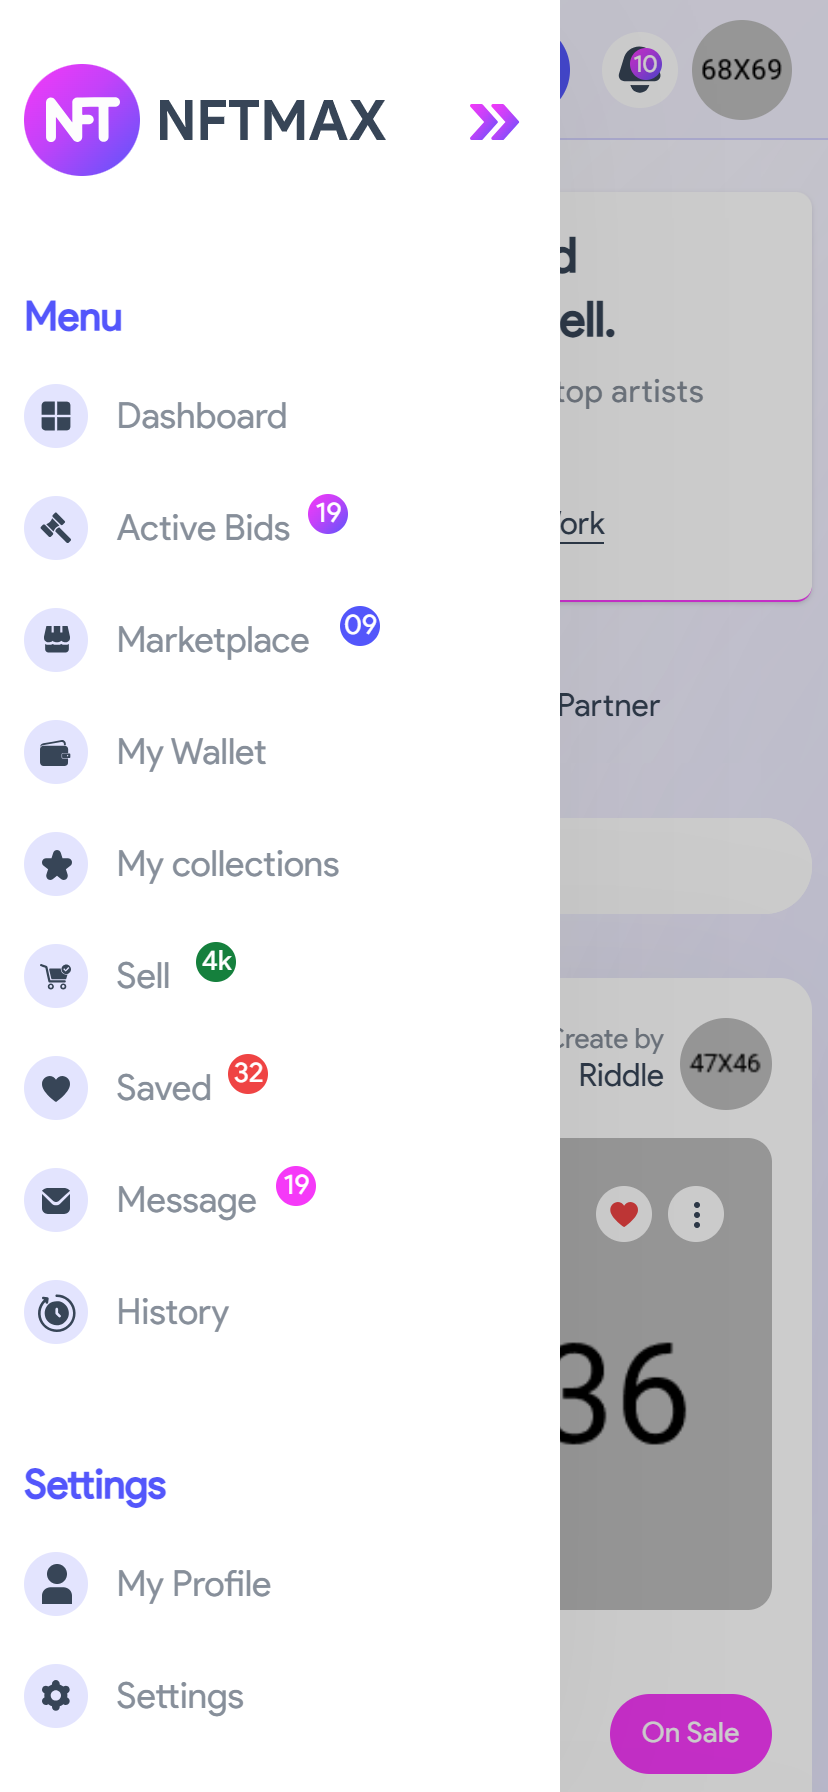 NFT NFTMAX
10
68X69
Menu
Dashboard
Active Bids 19
Marketplace 09
My Wallet
My collections
Sell 4k
Saved 32
Message 19
History
Settings
My Profile
Settings
d
ell.
top artists
ork
Partner
Create by
Riddle
47X46
36
On Sale